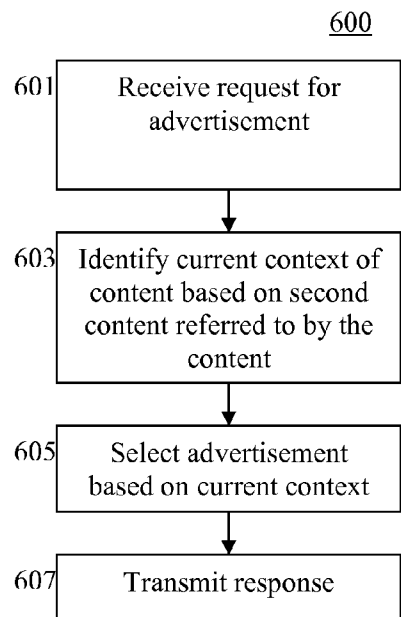 600
601
Receive request for
advertisement
603
Identify current context of
content based on second
content referred to by the
content
605
Select advertisement
based on current context
607
Transmit response